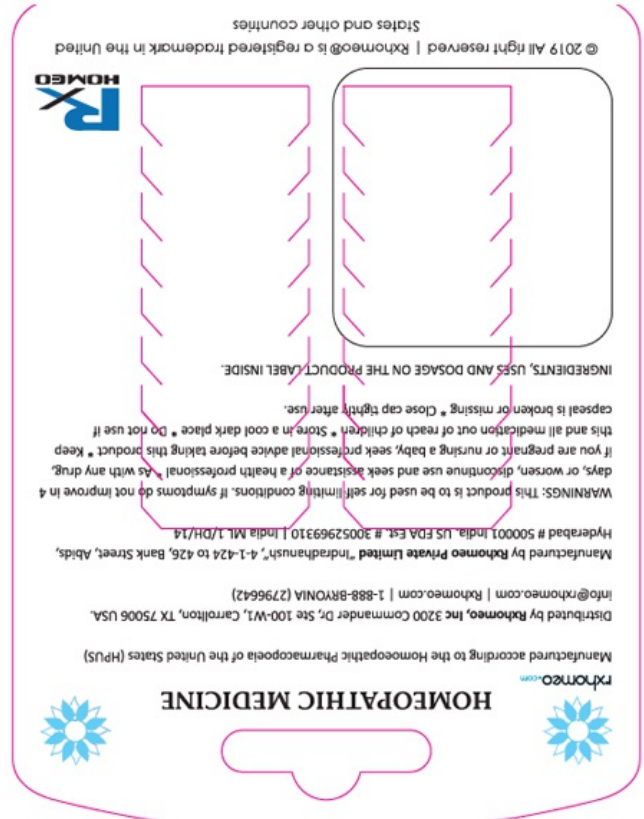 HOMEOPATHIC MEDICINE
rxhomeo.com
Manufactured according to the Homoeopathic Pharmacopoeia of the United States (HPUS)
Distributed by Rxhomeo, Inc 3200 Commander Dr, Ste 100-W1, Carrollton, TX 75006 USA.
info@rxhomeo.com | Rxhomeo.com | 1-888-BRYONIA (2796642)
Manufactured by Rxhomeo Private Limited "Indradhanush", 4-1-424 to 426, Bank Street, Abids,
Hyderabad # 500001 India. US FDA Est. # 3005269310 | India ML 1/DH/14
WARNINGS: This product is to be used for self-limiting conditions. If symptoms do not improve in 4
days, or worsen, discontinue use and seek assistance of a health professional * As with any drug,
if you are pregnant or nursing a baby, seek professional advice before taking this product * Keep
this and all medication out of reach of children * Store in a cool dark place * Do not use if
capseal is broken or missing * Close cap tightly after use.
INGREDIENTS, USES AND DOSAGE ON THE PRODUCT LABEL INSIDE.
Rx
HOMEO
© 2019 All right reserved | Rxhomeo® is a registered trademark in the United
States and other countries